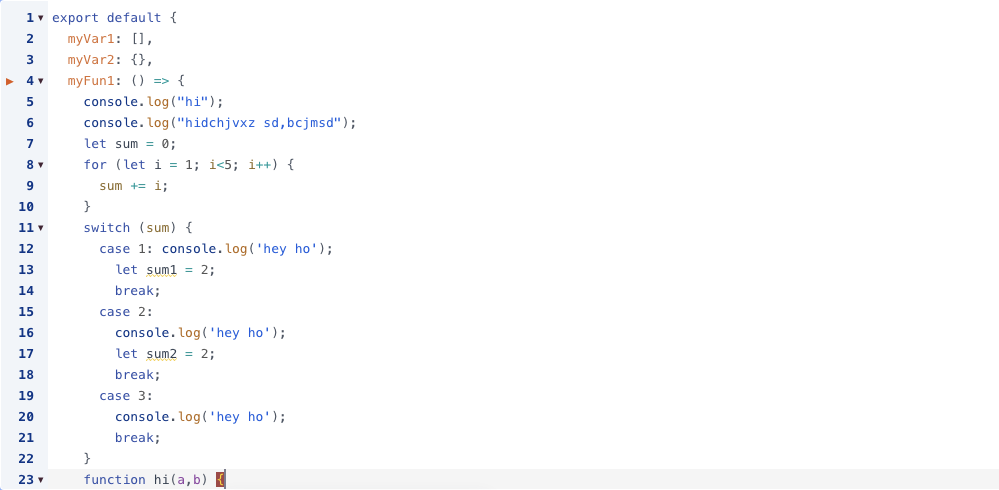 1 export default {
2 myVar1: [],
3 myVar2: {},
4 myFun1: () => {
5 console.log("hi");
6 console.log("hidchjvxz sd,bcjmsd");
7 let sum = 0;
8 for (let i = 1; i<5; i++) {
9 sum += i;
10 }
11 switch (sum) {
12 case 1: console.log('hey ho');
13 let sum1 = 2;
14 break;
15 case 2:
16 console.log('hey ho');
17 let sum2 = 2;
18 break;
19 case 3:
20 console.log('hey ho');
21 break;
22 }
23 function hi(a,b) {